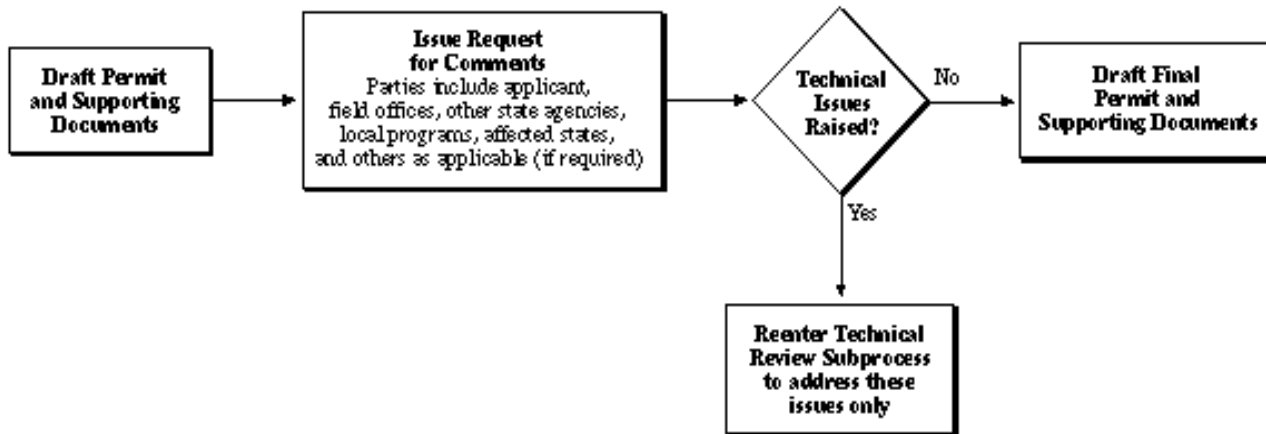 Draft Permit
and Supporting
Documents
Issue Request
for Comments
Parties include applicant,
field offices, other state agencies,
local programs, affected states,
and others as applicable (if required)
Technical
Issues
Raised?
No
Draft Final
Permit and
Supporting Documents
Yes
Reenter Technical
Review Subprocess
to address these
issues only